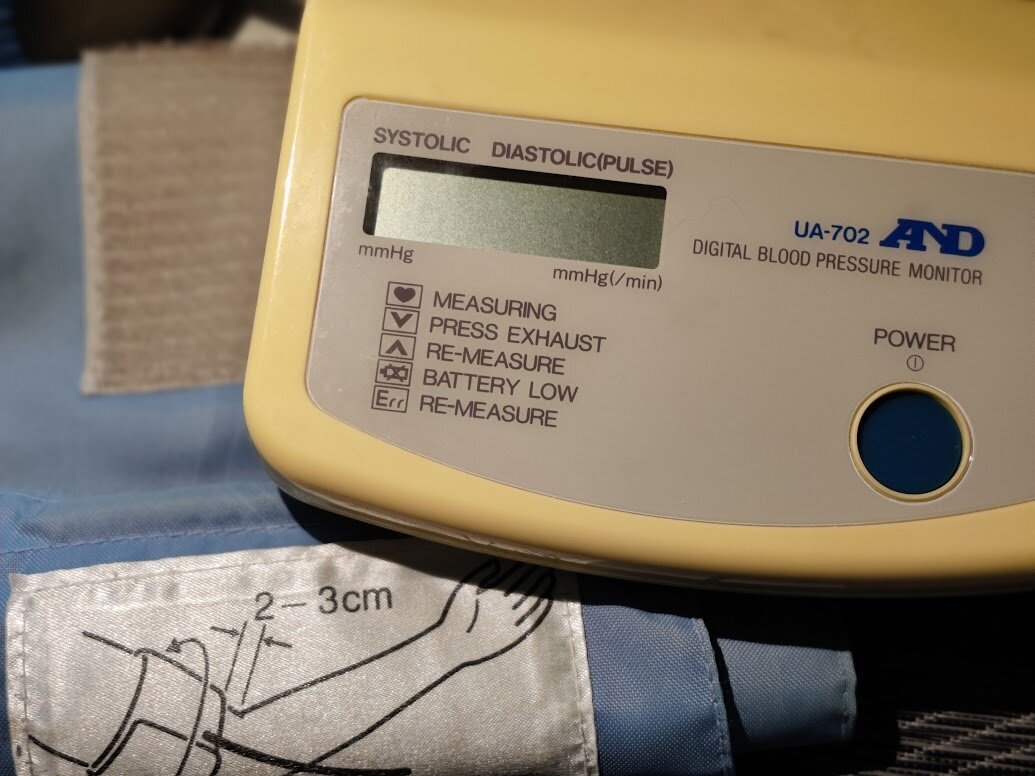 SYSTOLIC DIASTOLIC(PULSE)
mmHg
mmHg(/min)
UA-702 AND
DIGITAL BLOOD PRESSURE MONITOR
MEASURING
PRESS EXHAUST
RE-MEASURE
BATTERY LOW
Err RE-MEASURE
POWER
2-3cm